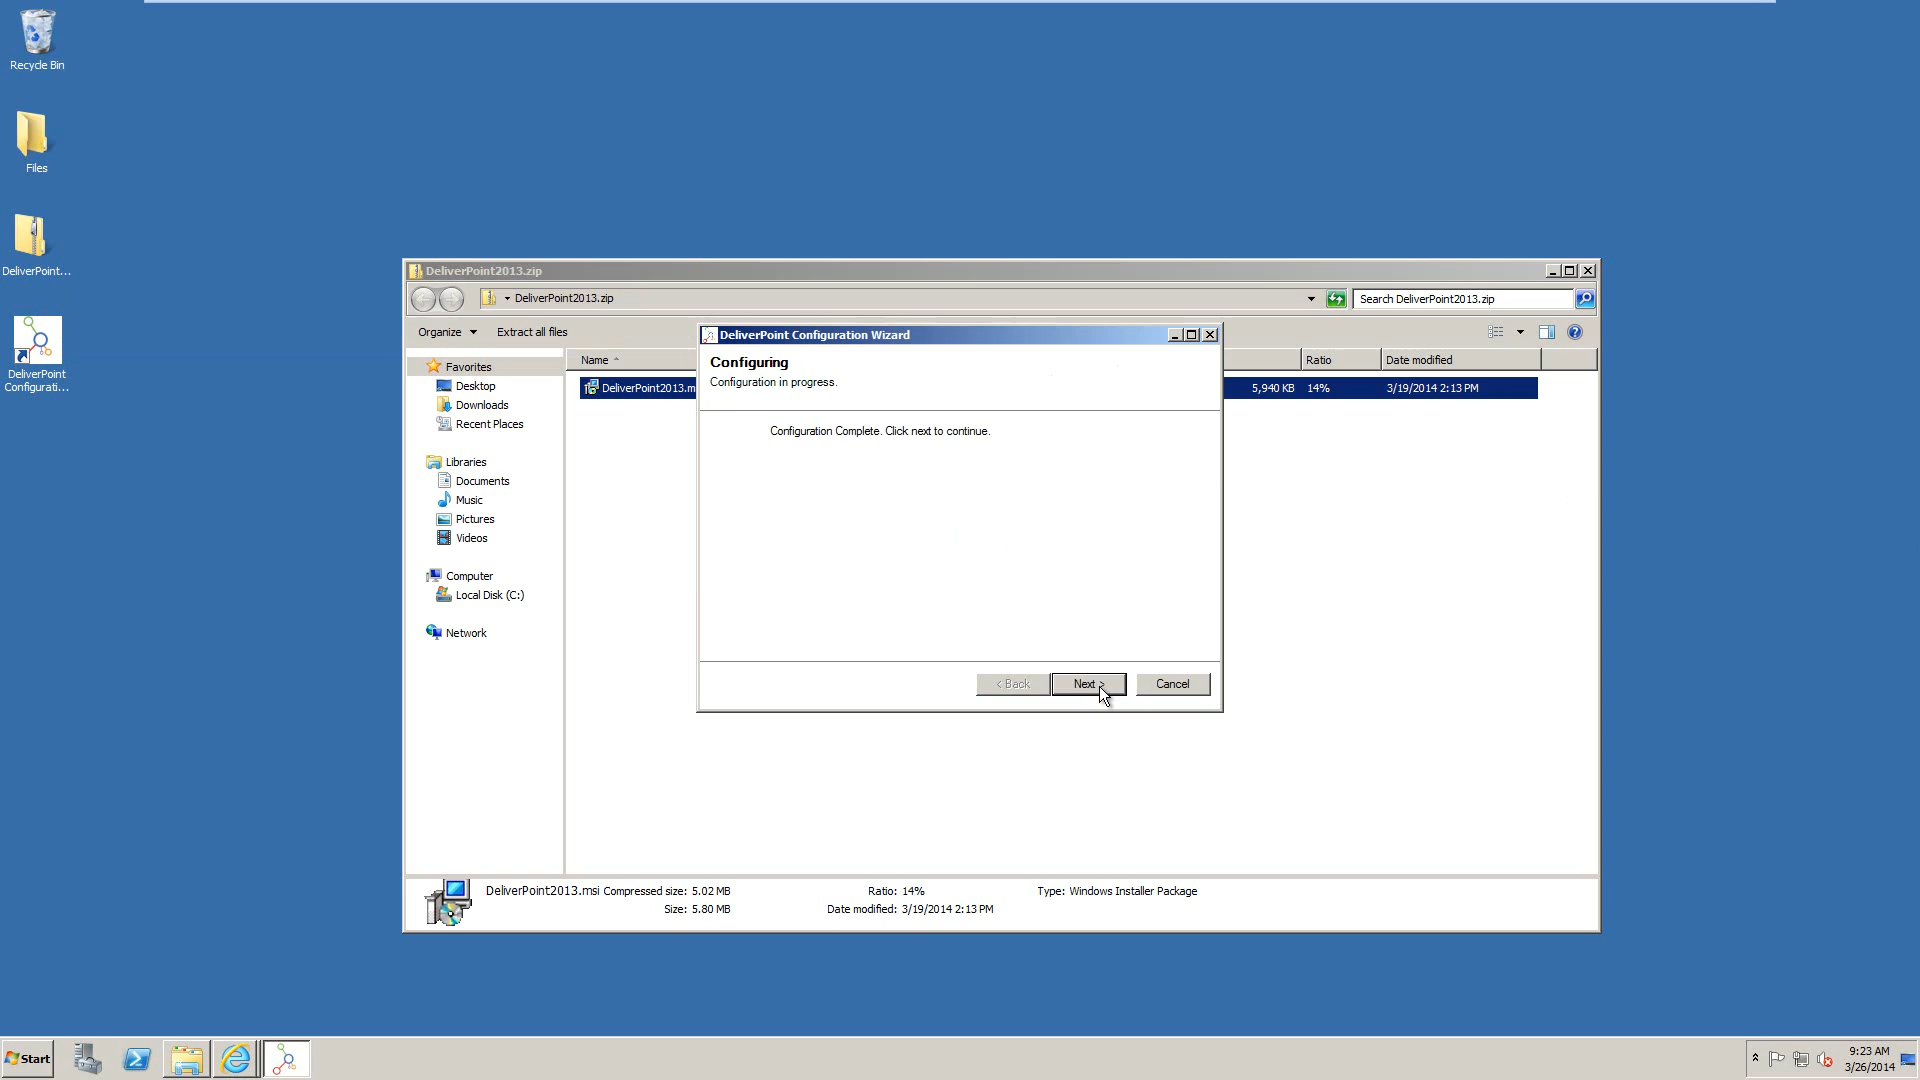 Recycle Bin
Files
DeliverPoint...
DeliverPoint
Configurati...
DeliverPoint2013.zip
DeliverPoint2013.zip
Search DeliverPoint2013.zip
Organize
Extract all files
Favorites
Desktop
Downloads
Recent Places
Libraries
Documents
Music
Pictures
Videos
Computer
Local Disk (C:)
Network
Name
Ratio
Date modified
DeliverPoint2013.m
5,940 KB
14%
3/19/2014 2:13 PM
DeliverPoint Configuration Wizard
Configuring
Configuration in progress.
Configuration Complete. Click next to continue.
< Back
Next >
Cancel
DeliverPoint2013.msi Compressed size: 5.02 MB
Ratio: 14%
Type: Windows Installer Package
Size: 5.80 MB
Date modified: 3/19/2014 2:13 PM
Start
9:23 AM
3/26/2014